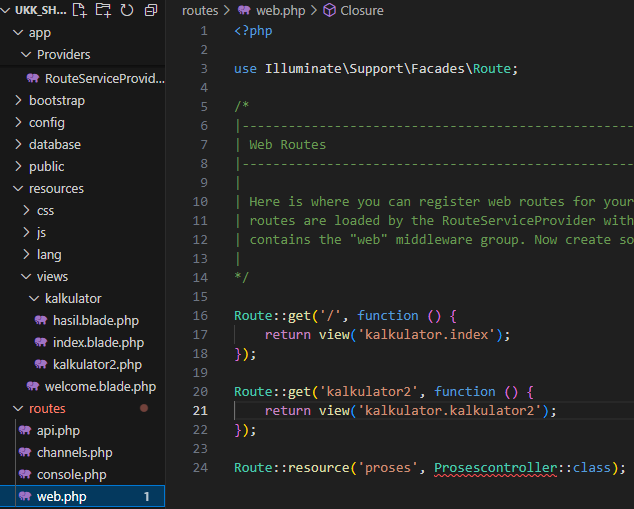 UKK_SH...
app
Providers
RouteServiceProvid...
bootstrap
config
database
public
resources
css
js
lang
views
kalkulator
hasil.blade.php
index.blade.php
kalkulator2.php
welcome.blade.php
routes
api.php
channels.php
console.php
web.php 1
routes > web.php > Closure
1 <?php
2
3 use Illuminate\Support\Facades\Route;
4
5 /*
6 |--------------------------------------------------
7 | Web Routes
8 |--------------------------------------------------
9 |
10 | Here is where you can register web routes for your
11 | routes are loaded by the RouteServiceProvider with
12 | contains the "web" middleware group. Now create so
13 |
14 */
15
16 Route::get('/', function () {
17 return view('kalkulator.index');
18 });
19
20 Route::get('kalkulator2', function () {
21 return view('kalkulator.kalkulator2');
22 });
23
24 Route::resource('proses', Prosescontroller::class);